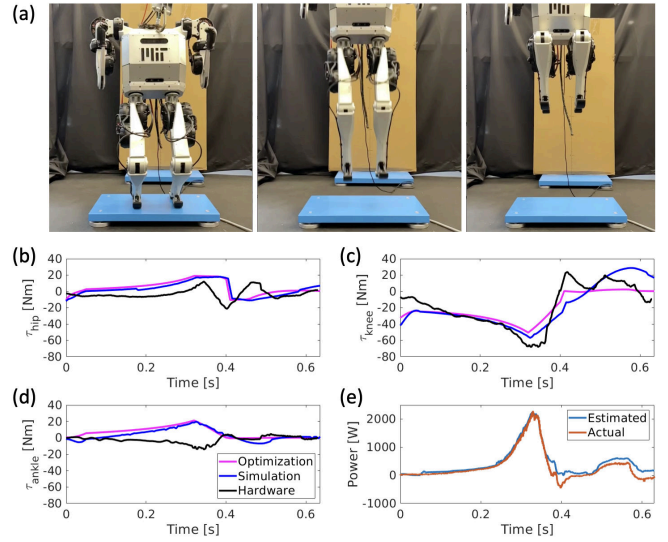 (a)
MIT
(b)
40
20
0
-20
-40
-60
-80
τhip [Nm]
0
0.2
0.4
0.6
Time [s]
(c)
40
20
0
-20
-40
-60
-80
τknee [Nm]
0
0.2
0.4
0.6
Time [s]
(d)
40
20
0
-20
-40
-60
-80
τankle [Nm]
Optimization
Simulation
Hardware
0
0.2
0.4
0.6
Time [s]
(e)
2000
1000
0
-1000
Power [W]
Estimated
Actual
0
0.2
0.4
0.6
Time [s]